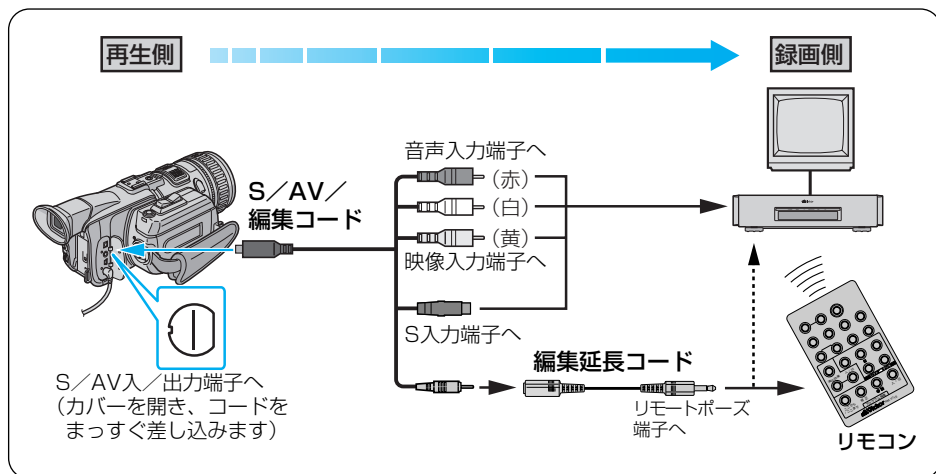 再生側
録画側
音声入力端子へ
(赤)
(白)
(黄)
映像入力端子へ
S/AV/
編集コード
S入力端子へ
編集延長コード
リモートポーズ
端子へ
リモコン
S/AV入/出力端子へ
(カバーを開き、コードを
まっすぐ差し込みます)